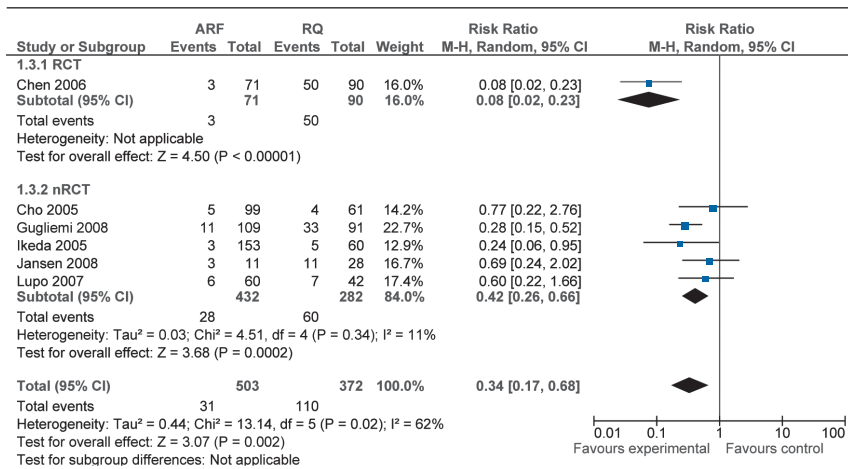 ARF RQ Risk Ratio Risk Ratio
Study or Subgroup Events Total Events Total Weight M-H, Random, 95% CI M-H, Random, 95% CI
1.3.1 RCT
Chen 2006 3 71 50 90 16.0% 0.08 [0.02, 0.23]
Subtotal (95% CI) 71 90 16.0% 0.08 [0.02, 0.23]
Total events 3 50
Heterogeneity: Not applicable
Test for overall effect: Z = 4.50 (P < 0.00001)
1.3.2 nRCT
Cho 2005 5 99 4 61 14.2% 0.77 [0.22, 2.76]
Gugliemi 2008 11 109 33 91 22.7% 0.28 [0.15, 0.52]
Ikeda 2005 3 153 5 60 12.9% 0.24 [0.06, 0.95]
Jansen 2008 3 11 11 28 16.7% 0.69 [0.24, 2.02]
Lupo 2007 6 60 7 42 17.4% 0.60 [0.22, 1.66]
Subtotal (95% CI) 432 282 84.0% 0.42 [0.26, 0.66]
Total events 28 60
Heterogeneity: Tau² = 0.03; Chi² = 4.51, df = 4 (P = 0.34); I² = 11%
Test for overall effect: Z = 3.68 (P = 0.0002)
Total (95% CI) 503 372 100.0% 0.34 [0.17, 0.68]
Total events 31 110
Heterogeneity: Tau² = 0.44; Chi² = 13.14, df = 5 (P = 0.02); I² = 62%
Test for overall effect: Z = 3.07 (P = 0.002)
Test for subgroup differences: Not applicable
0.01 0.1 1 10 100
Favours experimental Favours control